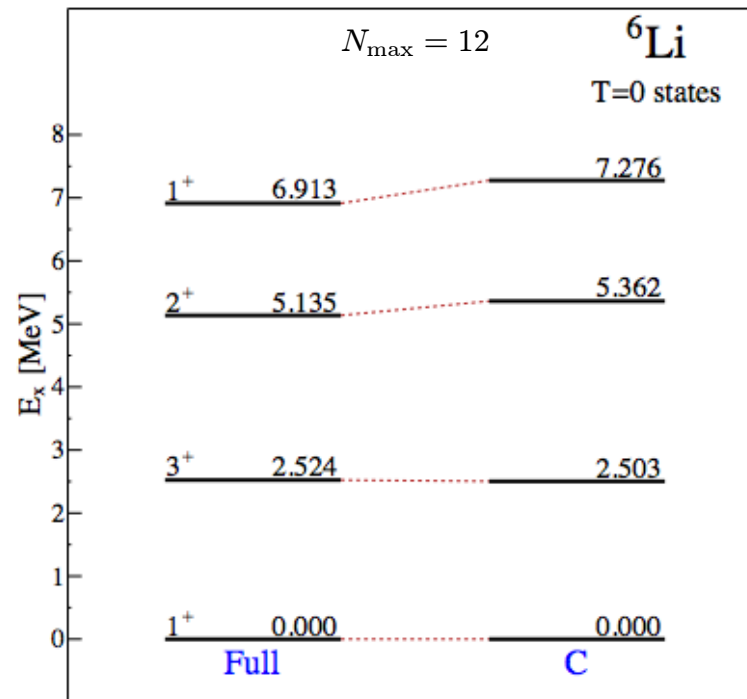 N_max = 12
⁶Li
T=0 states
8
7
6
5
4
3
2
1
0
E_x [MeV]
1⁺ 6.913 7.276
2⁺ 5.135 5.362
3⁺ 2.524 2.503
1⁺ 0.000 0.000
Full C